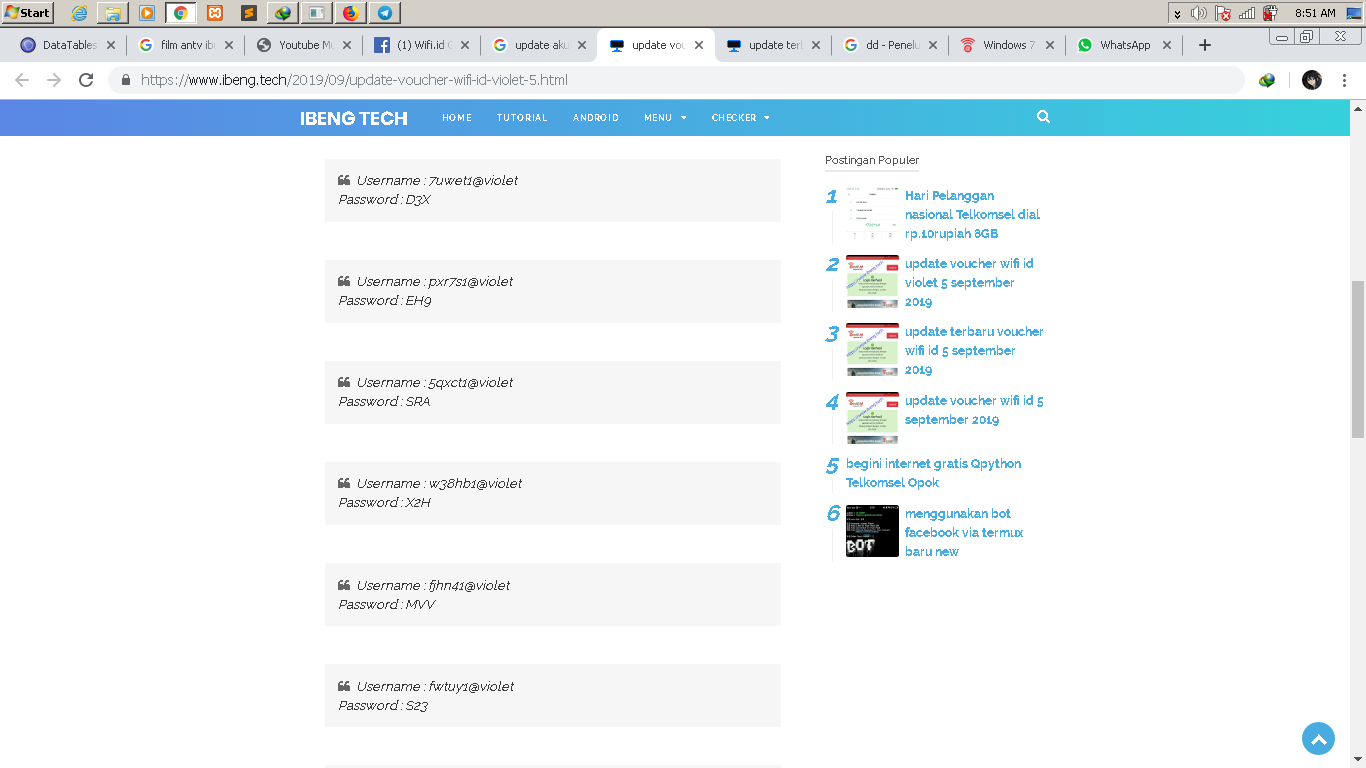 Start
8:51 AM
DataTables
film antv ib
Youtube Mu
(1) Wifi.id G
update aku
update vou
update ter
dd - Penelu
Windows 7
WhatsApp
https://www.ibeng.tech/2019/09/update-voucher-wifi-id-violet-5.html
IBENG TECH
HOME
TUTORIAL
ANDROID
MENU
CHECKER
Username : 7uwet1@violet
Password : D3X
Username : pxr7s1@violet
Password : EH9
Username : 5qxct1@violet
Password : SRA
Username : w38hb1@violet
Password : X2H
Username : fjhn41@violet
Password : MVV
Username : fwtuy1@violet
Password : S23
Postingan Populer
1
Hari Pelanggan
nasional Telkomsel dial
rp.10rupiah 8GB
2
update voucher wifi id
violet 5 september
2019
3
update terbaru voucher
wifi id 5 september
2019
4
update voucher wifi id 5
september 2019
5
begini internet gratis Qpython
Telkomsel Opok
6
BOT
menggunakan bot
facebook via termux
baru new